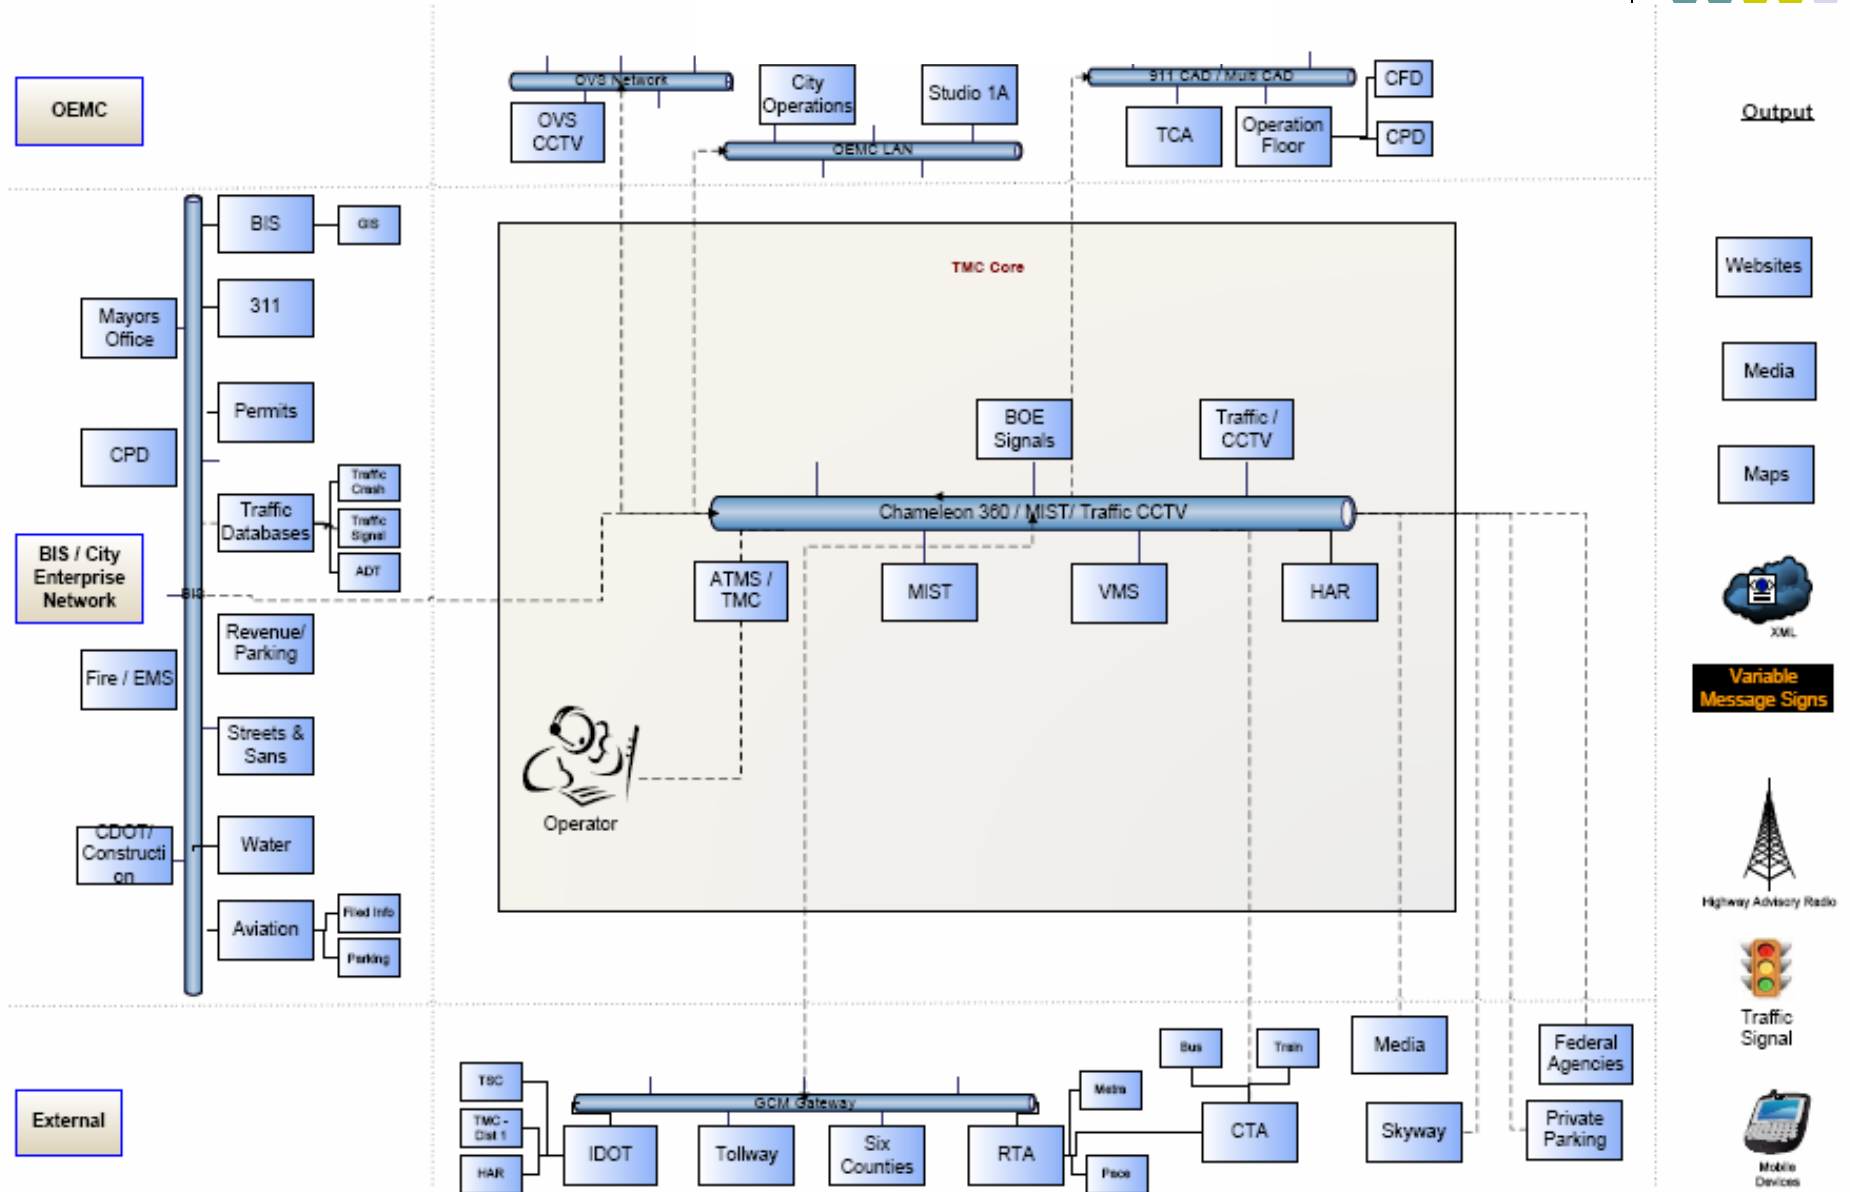 OEMC
OVS Network
OVS
CCTV
City
Operations
Studio 1A
OEMC LAN
911 CAD / Multi CAD
TCA
Operation
Floor
CFD
CPD
Output
BIS
GIS
311
Mayors
Office
Permits
CPD
Traffic
Databases
Traffic
Crash
Traffic
Signal
ADT
BIS / City
Enterprise
Network
BIS
Revenue/
Parking
Fire / EMS
Streets &
Sans
CDOT/
Constructi
on
Water
Aviation
Filed Info
Parking
TMC Core
BOE
Signals
Traffic /
CCTV
Chameleon 360 / MIST/ Traffic CCTV
ATMS /
TMC
MIST
VMS
HAR
Operator
Websites
Media
Maps
XML
Variable
Message Signs
Highway Advisory Radio
Traffic
Signal
Mobile
Devices
External
TSC
TMC -
Dist 1
HAR
GCM Gateway
IDOT
Tollway
Six
Counties
RTA
Metra
Pace
Bus
Train
CTA
Media
Skyway
Federal
Agencies
Private
Parking